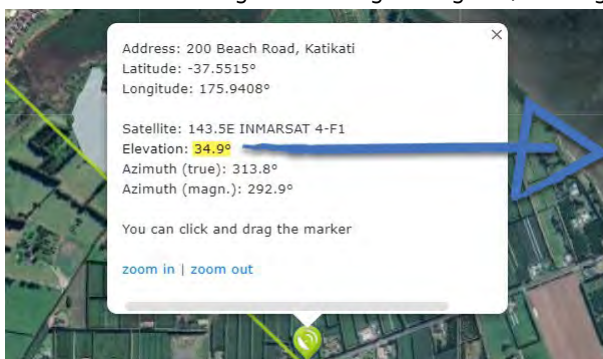 Address: 200 Beach Road, Katikati
Latitude: -37.5515°
Longitude: 175.9408°
Satellite: 143.5E INMARSAT 4-F1
Elevation: 34.9°
Azimuth (true): 313.8°
Azimuth (magn.): 292.9°
You can click and drag the marker
zoom in | zoom out